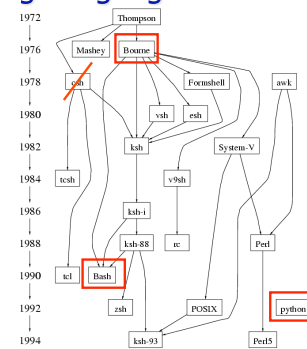 1972 Thompson
1976 Mashey Bourne
1978 csh Formshell awk
1980 vsh esh
1982 ksh System-V
1984 tcsh v9sh
1986 ksh-i
1988 ksh-88 rc Perl
1990 tcl Bash
1992 zsh POSIX python
1994 ksh-93 Perl5